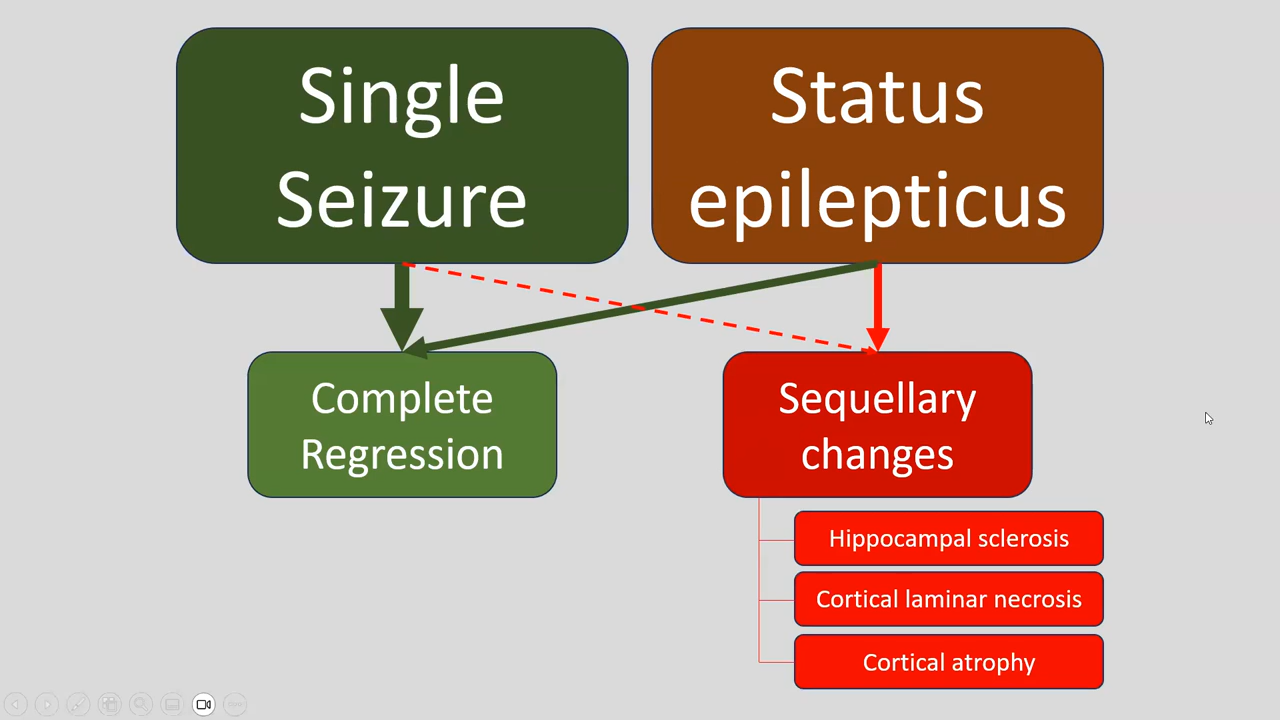 Single
Seizure
Status
epilepticus
Complete
Regression
Sequellary
changes
Hippocampal sclerosis
Cortical laminar necrosis
Cortical atrophy